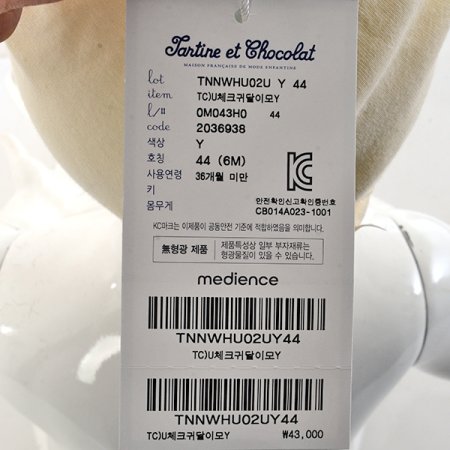 Tartine et Chocolat
MAISON FRANÇAISE DE MODE ENFANTINE
lot TNNWHU02U Y 44
item TC)U체크귀달이모Y
0M043H0 44
code 2036938
색상 Y
호칭 44 (6M)
사용연령 36개월 미만
키
몸무게
KC
안전확인신고확인증번호
CB014A023-1001
KC마크는 이제품이 공통안전 기준에 적합하였음을 의미합니다.
無형광 제품
제품특성상 일부 부자재류는
형광물질이 있을 수 있습니다.
medience
TNNWHU02UY44
TC)U체크귀달이모Y
TNNWHU02UY44
TC)U체크귀달이모Y ₩43,000